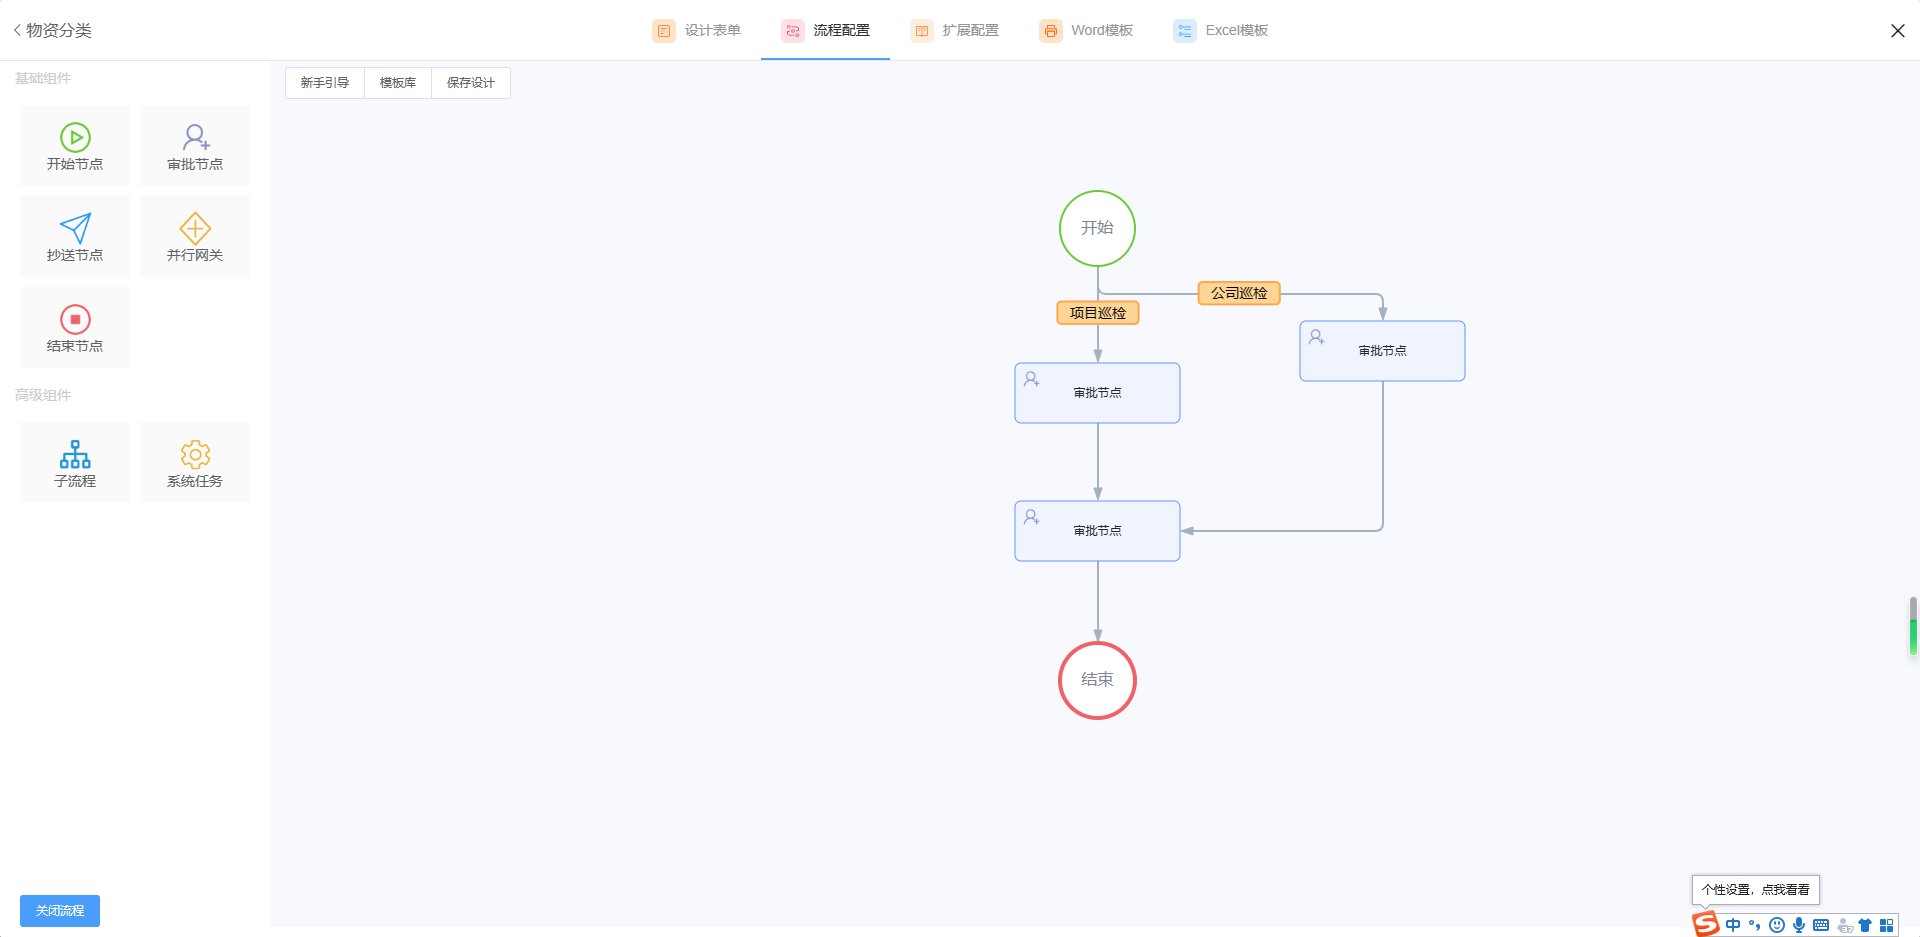 物资分类
设计表单
流程配置
扩展配置
Word模板
Excel模板
基础组件
新手引导
模板库
保存设计
开始节点
审批节点
抄送节点
并行网关
结束节点
高级组件
子流程
系统任务
开始
公司巡检
项目巡检
审批节点
审批节点
审批节点
结束
关闭流程
个性设置，点我看看
中